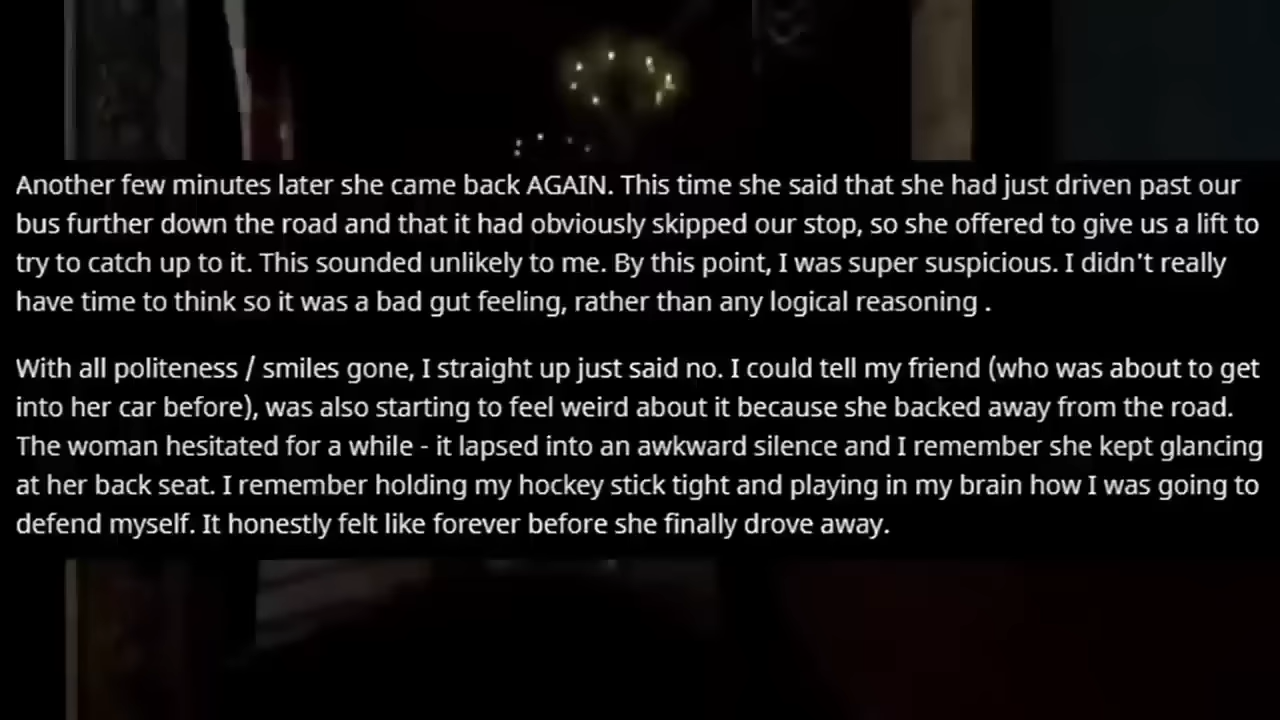 Another few minutes later she came back AGAIN. This time she said that she had just driven past our
bus further down the road and that it had obviously skipped our stop, so she offered to give us a lift to
try to catch up to it. This sounded unlikely to me. By this point, I was super suspicious. I didn't really
have time to think so it was a bad gut feeling, rather than any logical reasoning .
With all politeness / smiles gone, I straight up just said no. I could tell my friend (who was about to get
into her car before), was also starting to feel weird about it because she backed away from the road.
The woman hesitated for a while - it lapsed into an awkward silence and I remember she kept glancing
at her back seat. I remember holding my hockey stick tight and playing in my brain how I was going to
defend myself. It honestly felt like forever before she finally drove away.